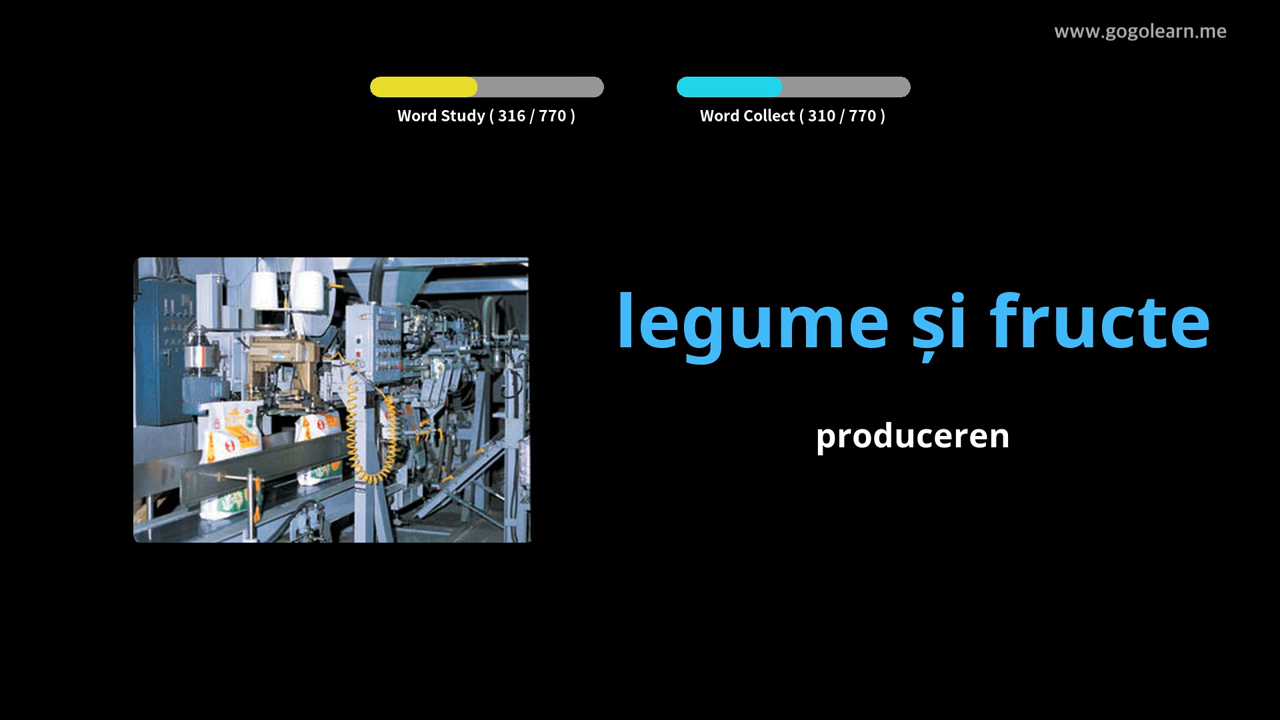 www.gogolearn.me
Word Study ( 316 / 770 )
Word Collect ( 310 / 770 )
legume și fructe
produceren